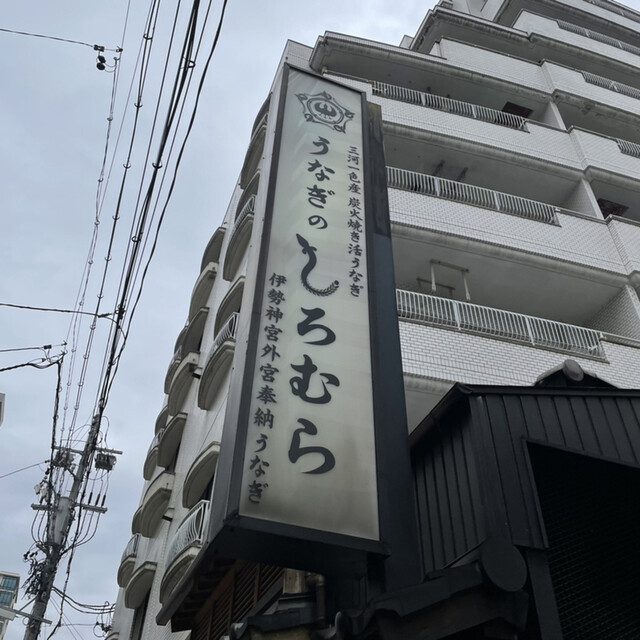 三河一色産 炭火焼き活うなぎ
うなぎの しろむら
伊勢神宮外宮奉納うなぎ